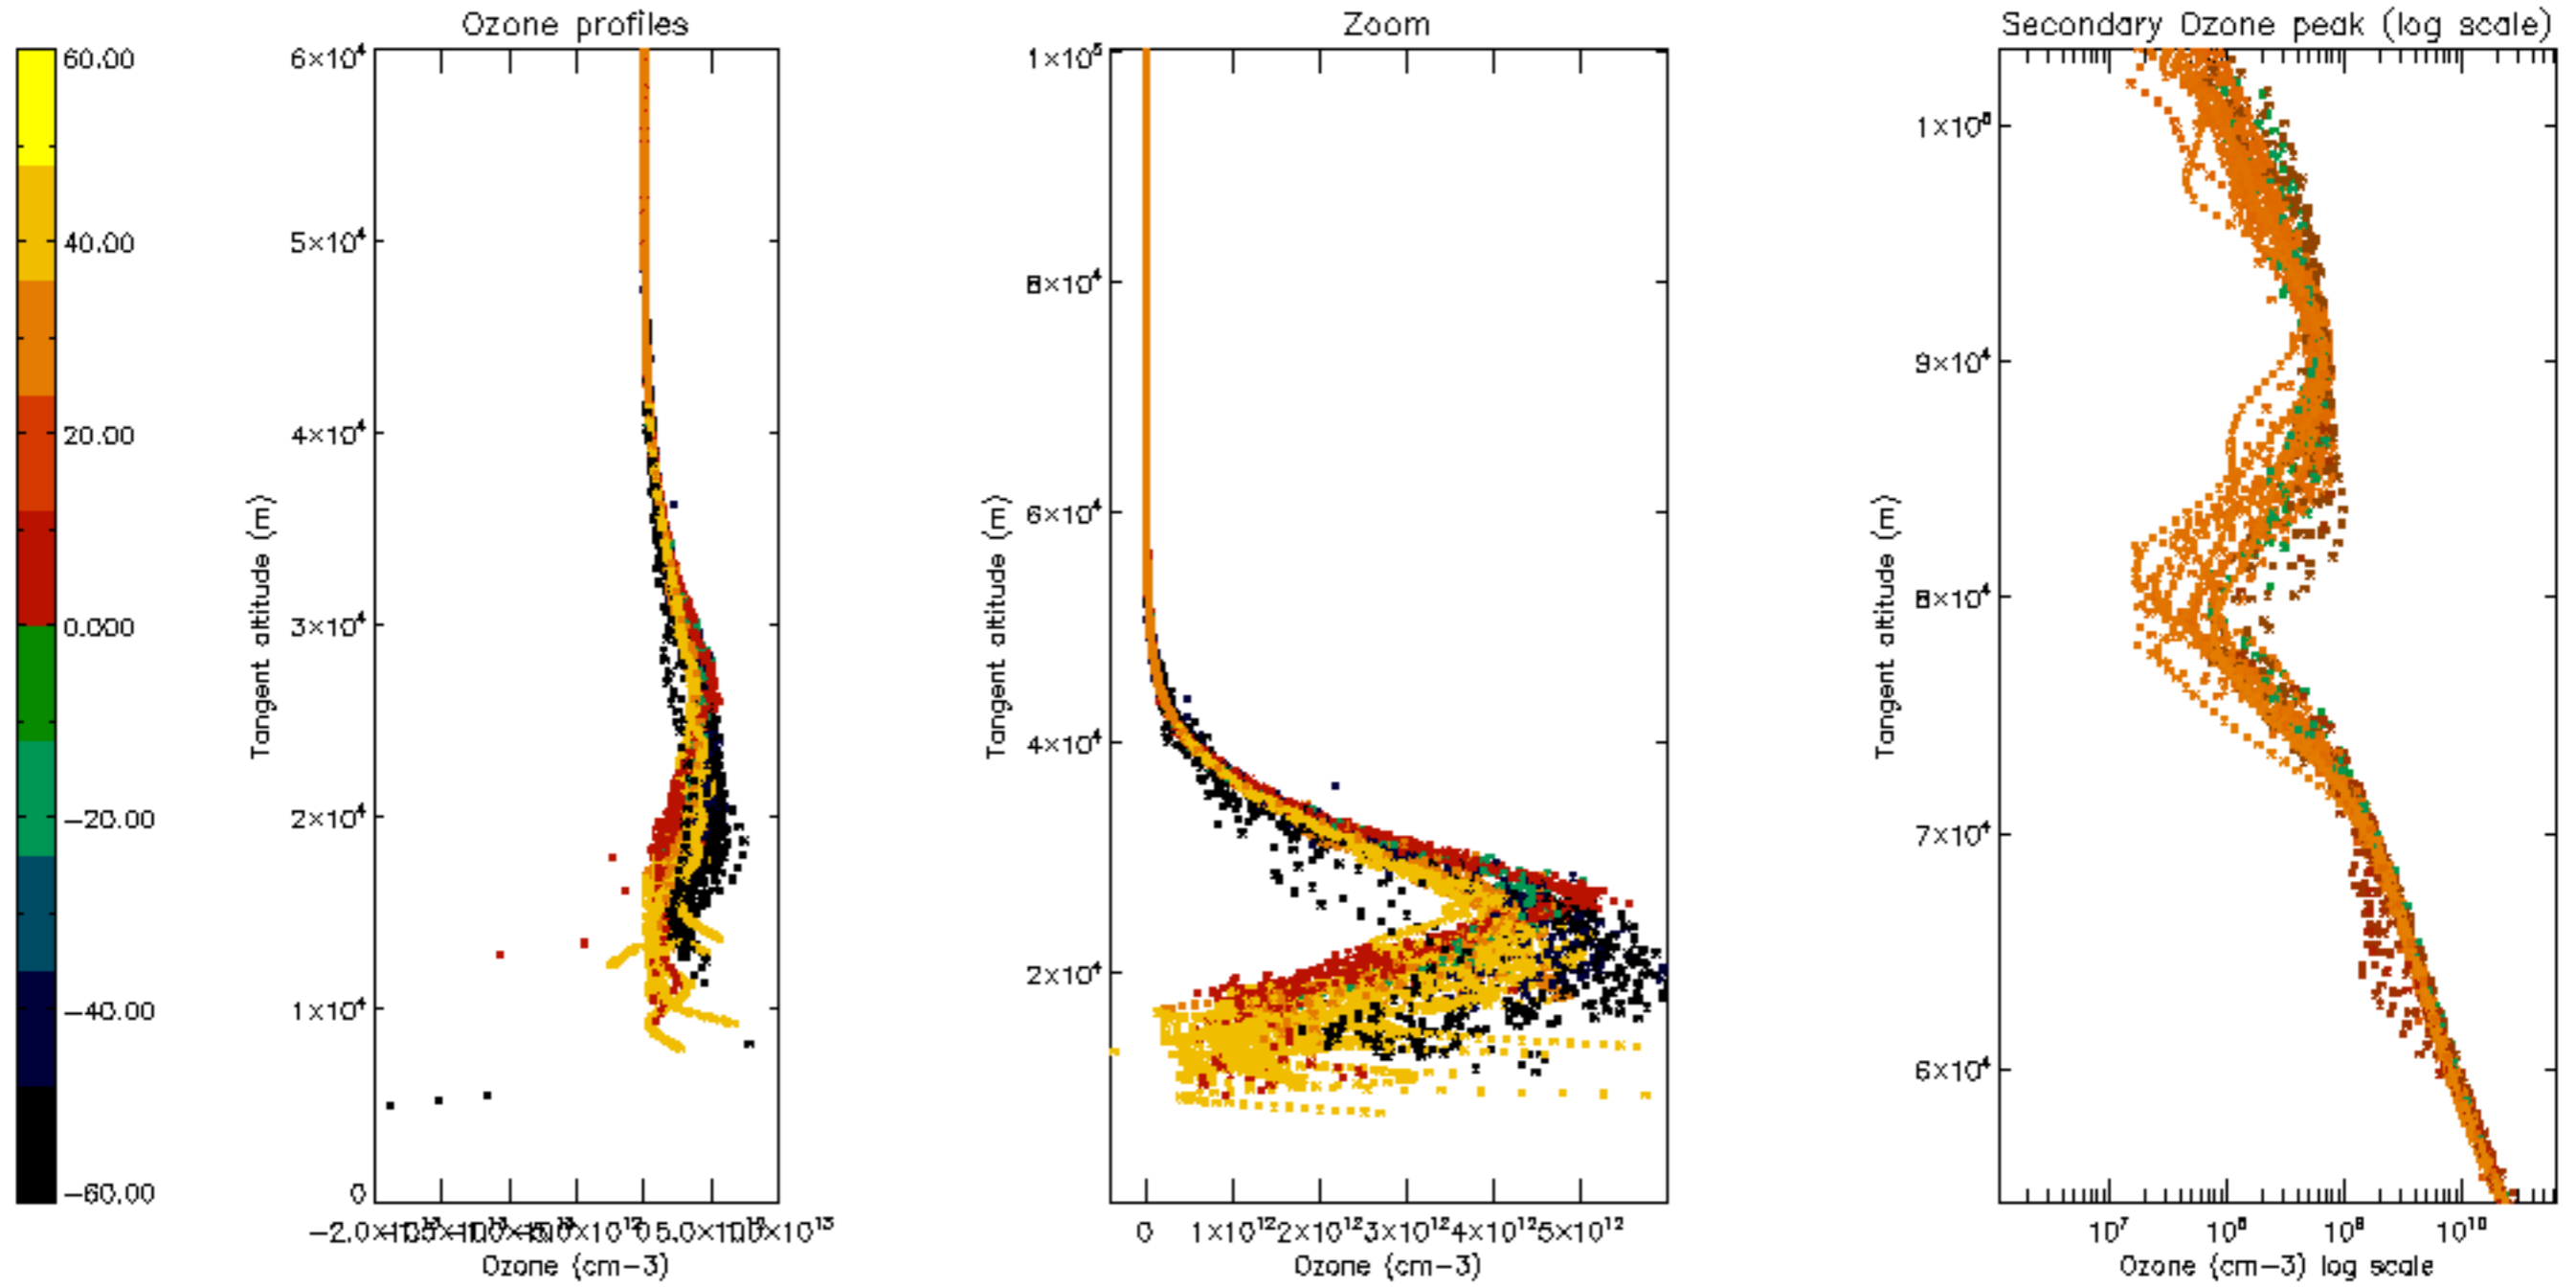 Ozone profiles
Zoom
Secondary Ozone peak (log scale)
60.00
40.00
20.00
0.000
-20.00
-40.00
-60.00
Tangent altitude (m)
6×10⁴
5×10⁴
4×10⁴
3×10⁴
2×10⁴
1×10⁴
0
Ozone (cm-3)
Tangent altitude (m)
1×10⁵
8×10⁴
6×10⁴
4×10⁴
2×10⁴
0 1×10¹² 2×10¹² 3×10¹² 4×10¹² 5×10¹²
Ozone (cm-3)
Tangent altitude (m)
9×10⁴
8×10⁴
7×10⁴
6×10⁴
10⁷ 10⁸ 10⁹ 10¹⁰
Ozone (cm-3) log scale